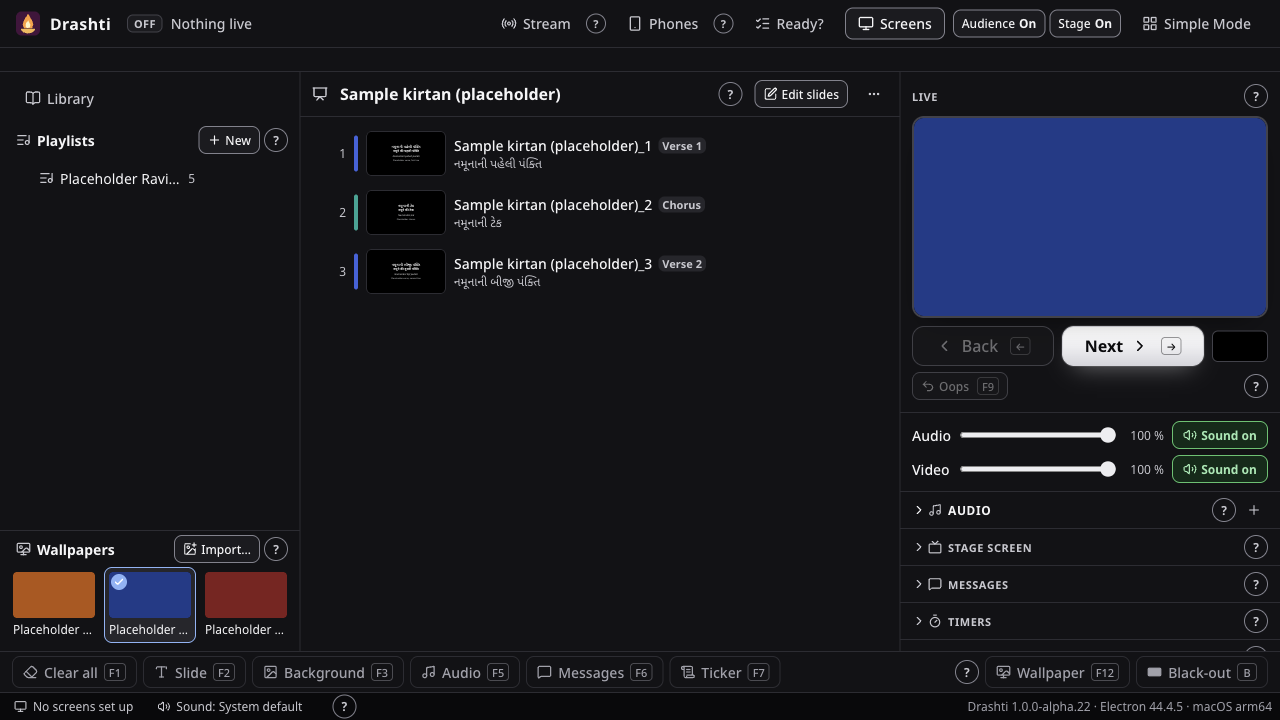 Drashti OFF Nothing live Stream ? Phones ? Ready? Screens Audience On Stage On Simple Mode
Library
Playlists + New ?
Placeholder Ravi... 5
Sample kirtan (placeholder) ? Edit slides ...
1 Sample kirtan (placeholder)_1 Verse 1
નમૂનાની પહેલી પંક્તિ
2 Sample kirtan (placeholder)_2 Chorus
નમૂનાની ટેક
3 Sample kirtan (placeholder)_3 Verse 2
નમૂનાની બીજી પંક્તિ
LIVE ?
Back ← Next →
Oops F9 ?
Audio 100 % Sound on
Video 100 % Sound on
AUDIO ? +
STAGE SCREEN ?
MESSAGES ?
TIMERS ?
Wallpapers Import... ?
Placeholder ... Placeholder ... Placeholder ...
Clear all F1 Slide F2 Background F3 Audio F5 Messages F6 Ticker F7 ? Wallpaper F12 Black-out B
No screens set up Sound: System default ? Drashti 1.0.0-alpha.22 · Electron 44.4.5 · macOS arm64